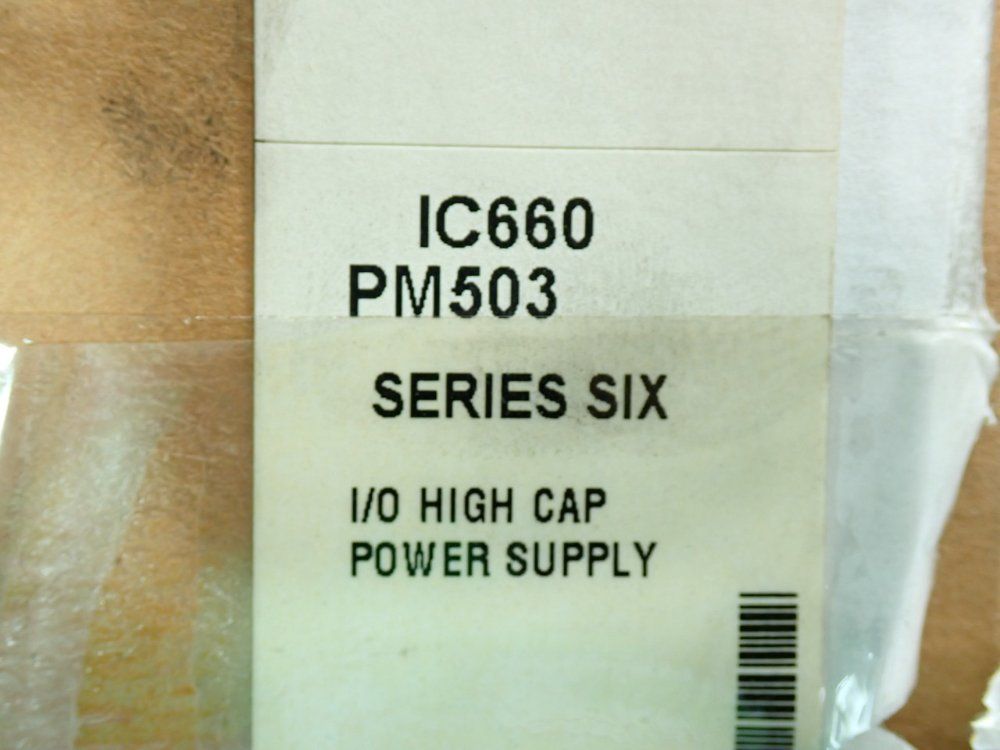 IC660
PM503
SERIES SIX
I/O HIGH CAP
POWER SUPPLY